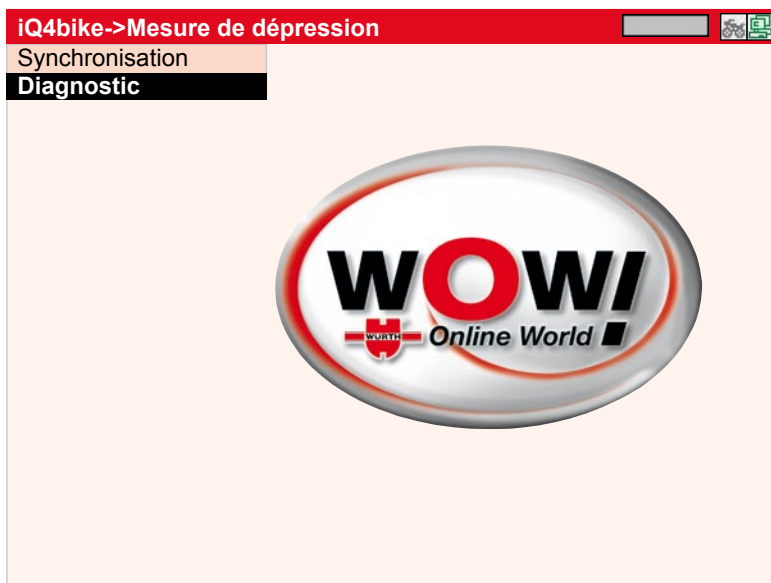 iQ4bike->Mesure de dépression
Synchronisation
Diagnostic
WOW!
WÜRTH
Online World